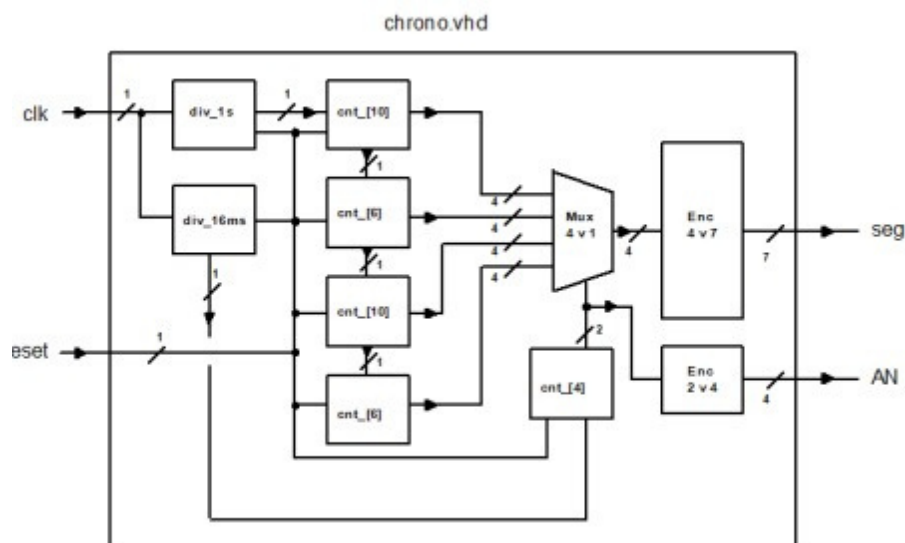 chrono.vhd
clk
1
div_1s
1
cnt_[10]
1
div_16ms
cnt_[6]
4
4
4
4
Mux
4 v 1
4
Enc
4 v 7
7
seg
1
1
cnt_[10]
eset
1
1
cnt_[6]
2
cnt_[4]
Enc
2 v 4
4
AN